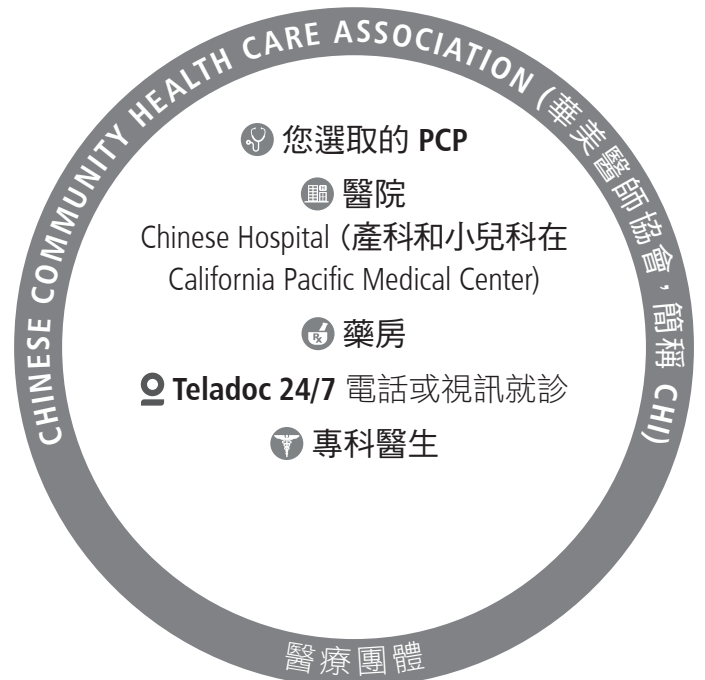 CHINESE COMMUNITY HEALTH CARE ASSOCIATION (華美醫師協會，簡稱 CHI)
您選取的 PCP
醫院
Chinese Hospital (產科和小兒科在
California Pacific Medical Center)
藥房
Teladoc 24/7 電話或視訊就診
專科醫生
醫療團體